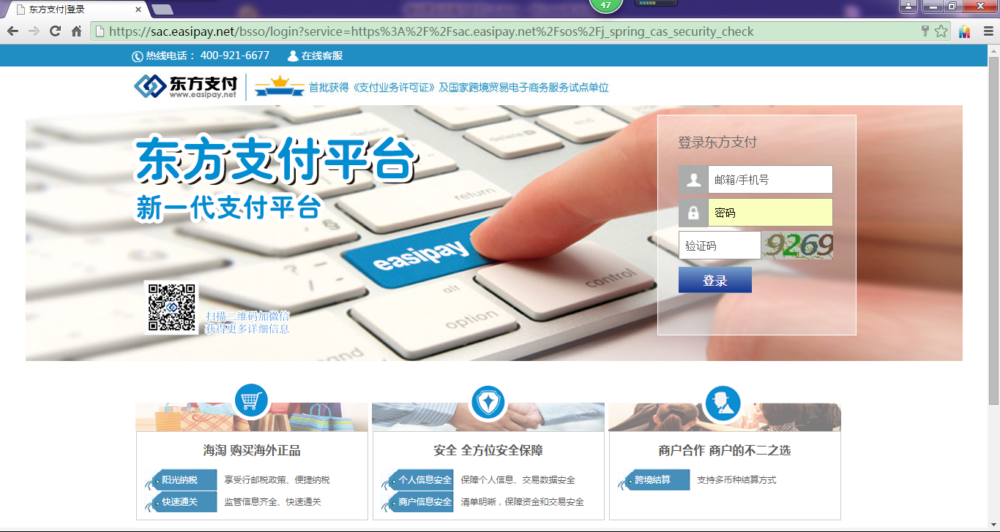 东方支付|登录
47
https://sac.easipay.net/bsso/login?service=https%3A%2F%2Fsac.easipay.net%2Fsos%2Fj_spring_cas_security_check
热线电话： 400-921-6677 在线客服
东方支付
www.easipay.net
首批获得《支付业务许可证》及国家跨境贸易电子商务服务试点单位
东方支付平台
新一代支付平台
delete
end
return
easipay
control
alt
option
扫描二维码加微信
获得更多详细信息
登录东方支付
邮箱/手机号
密码
验证码 9269
登录
海淘 购买海外正品
阳光纳税 享受行邮税政策、便捷纳税
快速通关 监管信息齐全、快速通关
安全 全方位安全保障
个人信息安全 保障个人信息、交易数据安全
商户信息安全 清单明晰，保障资金和交易安全
商户合作 商户的不二之选
跨境结算 支持多币种结算方式